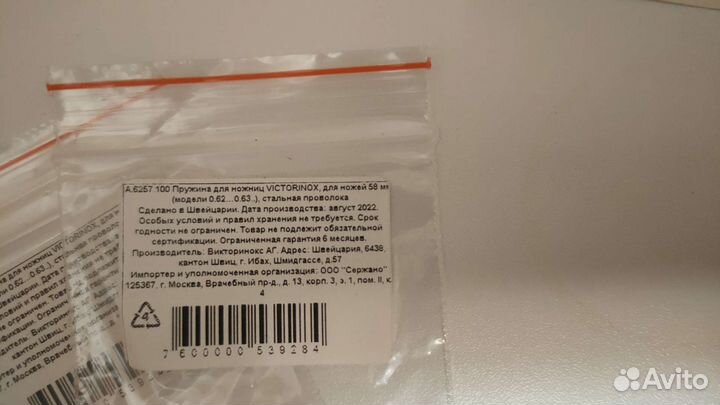 A.6257 100 Пружина для ножниц VICTORINOX, для ножей 58 мм
(модели 0.62...0.63..), стальная проволока
Сделано в Швейцарии. Дата производства: август 2022.
Особых условий и правил хранения не требуется. Срок
годности не ограничен. Товар не подлежит обязательной
сертификации. Ограниченная гарантия 6 месяцев.
Производитель: Викторинокс АГ. Адрес: Швейцария, 6438,
кантон Швиц, г. Ибах, Шмидгассе, д.57
Импортер и уполномоченная организация: ООО "Сержано"
125367, г. Москва, Врачебный пр-д., д. 13, корп. 3, э. 1, пом. II, к.
4
4
7 600000 539284
Avito